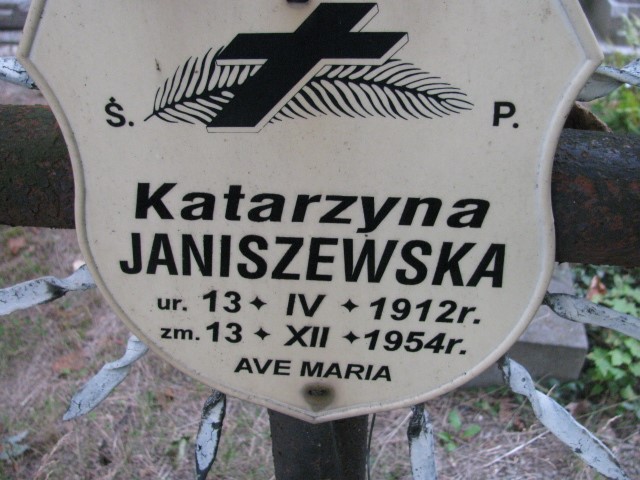 Ś. P.
Katarzyna
JANISZEWSKA
ur. 13 ✦ IV ✦ 1912r.
zm. 13 ✦ XII ✦ 1954r.
AVE MARIA